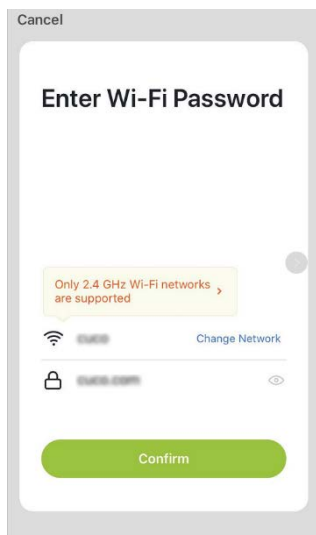 Cancel
Enter Wi-Fi Password
Only 2.4 GHz Wi-Fi networks
are supported
Change Network
Confirm